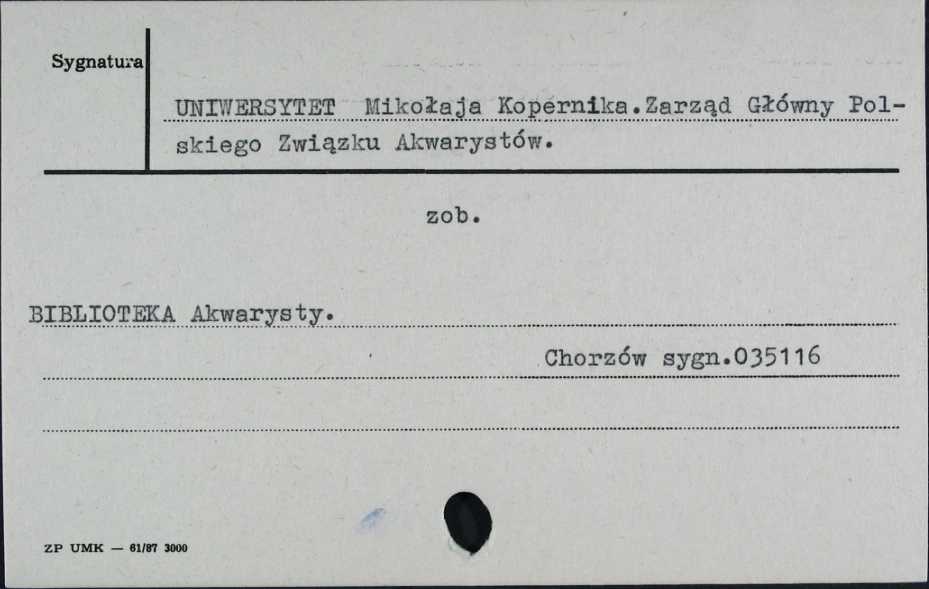 Sygnatura
UNIWERSYTET Mikołaja Kopernika.Zarząd Główny Pol-
skiego Związku Akwarystów.
zob.
BIBLIOTEKA Akwarysty.
Chorzów sygn.035116
ZP UMK — 61/87 3000